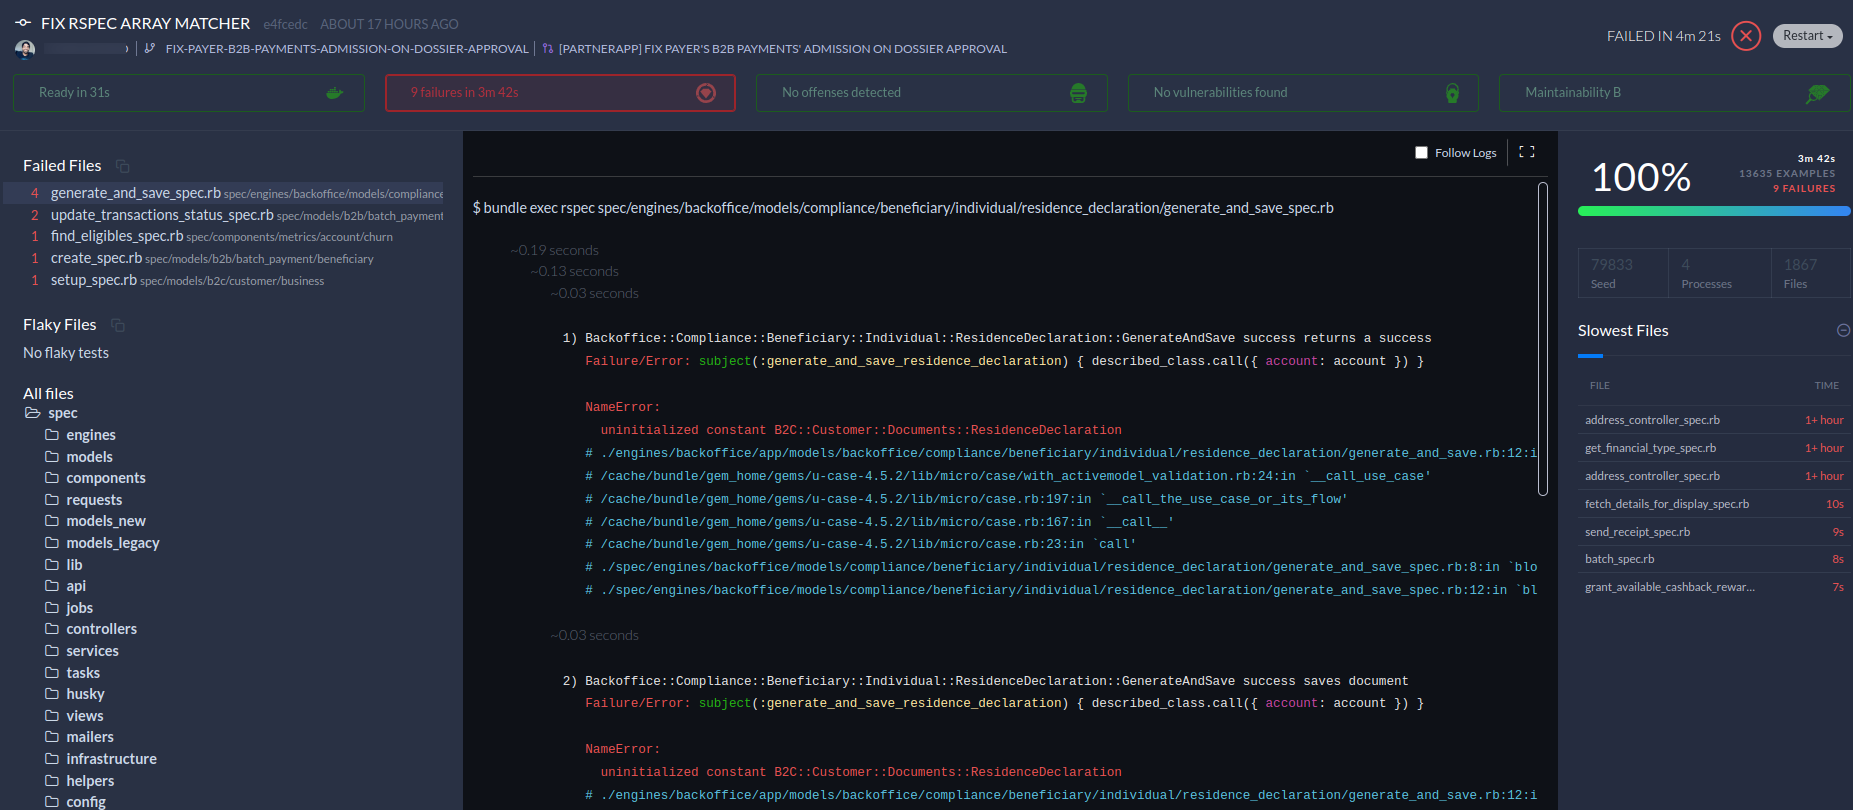 FIX RSPEC ARRAY MATCHER e4fcedc ABOUT 17 HOURS AGO
FIX-PAYER-B2B-PAYMENTS-ADMISSION-ON-DOSSIER-APPROVAL [PARTNERAPP] FIX PAYER'S B2B PAYMENTS' ADMISSION ON DOSSIER APPROVAL
FAILED IN 4m 21s
Restart
Ready in 31s
9 failures in 3m 42s
No offenses detected
No vulnerabilities found
Maintainability B
Failed Files
4 generate_and_save_spec.rb spec/engines/backoffice/models/compliance
2 update_transactions_status_spec.rb spec/models/b2b/batch_payment
1 find_eligibles_spec.rb spec/components/metrics/account/churn
1 create_spec.rb spec/models/b2b/batch_payment/beneficiary
1 setup_spec.rb spec/models/b2c/customer/business
Flaky Files
No flaky tests
All files
spec
engines
models
components
requests
models_new
models_legacy
lib
api
jobs
controllers
services
tasks
husky
views
mailers
infrastructure
helpers
config
Follow Logs
$ bundle exec rspec spec/engines/backoffice/models/compliance/beneficiary/individual/residence_declaration/generate_and_save_spec.rb
~0.19 seconds
~0.13 seconds
~0.03 seconds
1) Backoffice::Compliance::Beneficiary::Individual::ResidenceDeclaration::GenerateAndSave success returns a success
Failure/Error: subject(:generate_and_save_residence_declaration) { described_class.call({ account: account }) }
NameError:
uninitialized constant B2C::Customer::Documents::ResidenceDeclaration
# ./engines/backoffice/app/models/backoffice/compliance/beneficiary/individual/residence_declaration/generate_and_save.rb:12:i
# /cache/bundle/gem_home/gems/u-case-4.5.2/lib/micro/case/with_activemodel_validation.rb:24:in `__call_use_case'
# /cache/bundle/gem_home/gems/u-case-4.5.2/lib/micro/case.rb:197:in `__call_the_use_case_or_its_flow'
# /cache/bundle/gem_home/gems/u-case-4.5.2/lib/micro/case.rb:167:in `__call__'
# /cache/bundle/gem_home/gems/u-case-4.5.2/lib/micro/case.rb:23:in `call'
# ./spec/engines/backoffice/models/compliance/beneficiary/individual/residence_declaration/generate_and_save_spec.rb:8:in `blo
# ./spec/engines/backoffice/models/compliance/beneficiary/individual/residence_declaration/generate_and_save_spec.rb:12:in `bl
~0.03 seconds
2) Backoffice::Compliance::Beneficiary::Individual::ResidenceDeclaration::GenerateAndSave success saves document
Failure/Error: subject(:generate_and_save_residence_declaration) { described_class.call({ account: account }) }
NameError:
uninitialized constant B2C::Customer::Documents::ResidenceDeclaration
# ./engines/backoffice/app/models/backoffice/compliance/beneficiary/individual/residence_declaration/generate_and_save.rb:12:i
100%
3m 42s
13635 EXAMPLES
9 FAILURES
79833 4 1867
Seed Processes Files
Slowest Files
FILE TIME
address_controller_spec.rb 1+ hour
get_financial_type_spec.rb 1+ hour
address_controller_spec.rb 1+ hour
fetch_details_for_display_spec.rb 10s
send_receipt_spec.rb 9s
batch_spec.rb 8s
grant_available_cashback_rewar... 7s